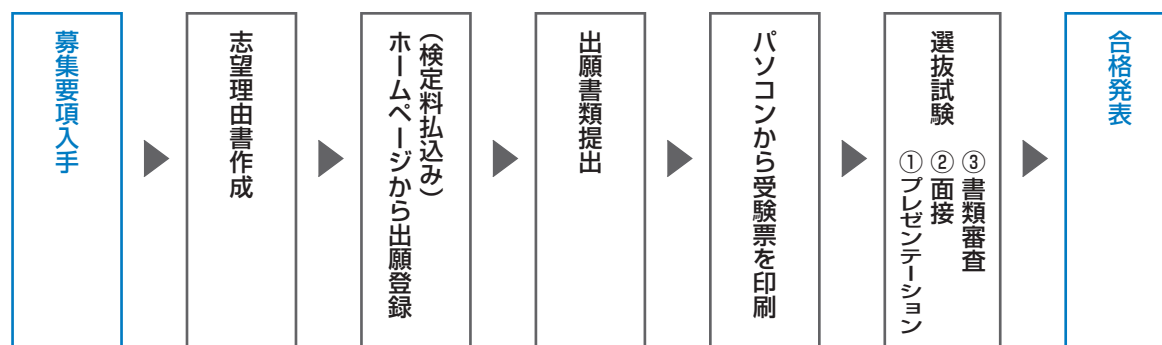 募集要項入手
志望理由書作成
ホームページから出願登録
（検定料払込み）
出願書類提出
パソコンから受験票を印刷
選抜試験
①プレゼンテーション
②面接
③書類審査
合格発表